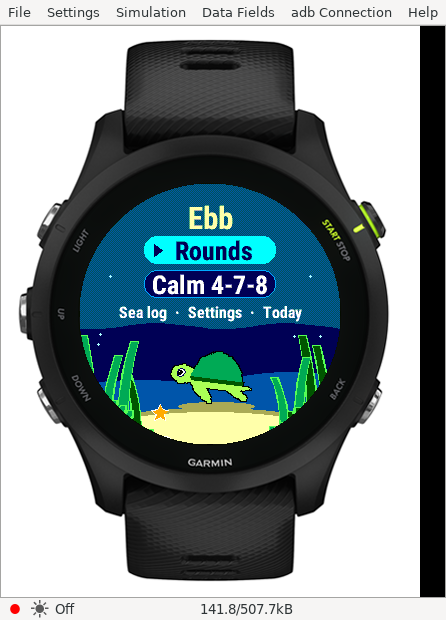 File Settings Simulation Data Fields adb Connection Help
LIGHT
START STOP
Ebb
Rounds
Calm 4-7-8
UP
Sea log · Settings · Today
DOWN
BACK
GARMIN
Off 141.8/507.7kB